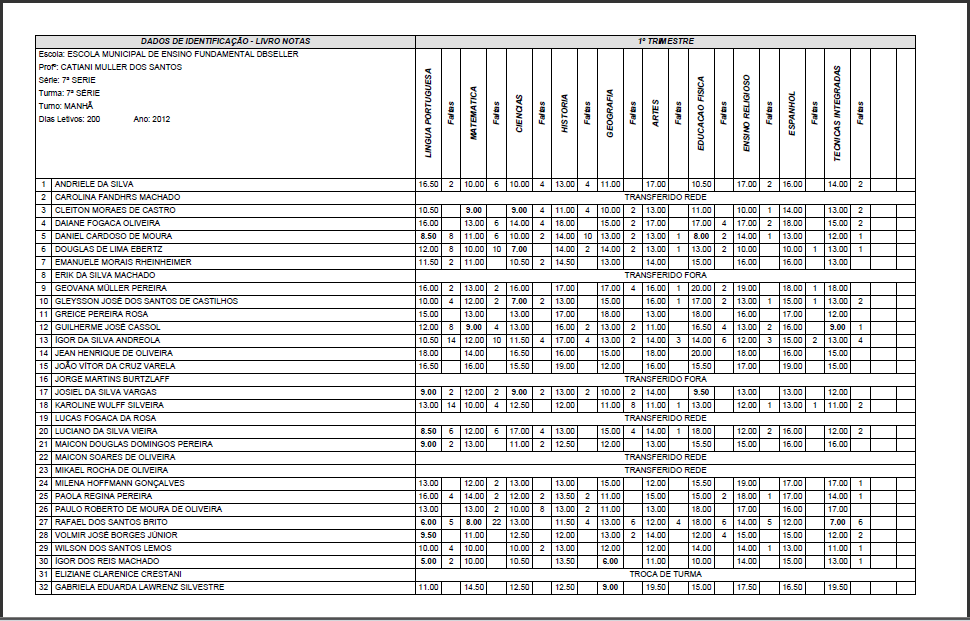 DADOS DE IDENTIFICAÇÃO - LIVRO NOTAS 1º TRIMESTRE
Escola: ESCOLA MUNICIPAL DE ENSINO FUNDAMENTAL DBSELLER
Profº: CATIANI MULLER DOS SANTOS
Série: 7ª SERIE
Turma: 7ª SÉRIE
Turno: MANHÃ
Dias Letivos: 200 Ano: 2012
LINGUA PORTUGUESA Faltas MATEMATICA Faltas CIENCIAS Faltas HISTORIA Faltas GEOGRAFIA Faltas ARTES Faltas EDUCACAO FISICA Faltas ENSINO RELIGIOSO Faltas ESPANHOL Faltas TECNICAS INTEGRADAS Faltas
1 ANDRIELE DA SILVA 16.50 2 10.00 6 10.00 4 13.00 4 11.00 17.00 10.50 17.00 2 16.00 14.00 2
2 CAROLINA FANDHRS MACHADO TRANSFERIDO REDE
3 CLEITON MORAES DE CASTRO 10.50 9.00 9.00 4 11.00 4 10.00 2 13.00 11.00 10.00 1 14.00 13.00 2
4 DAIANE FOGACA OLIVEIRA 16.00 13.00 6 14.00 4 18.00 15.00 2 17.00 17.00 4 17.00 2 18.00 15.00 2
5 DANIEL CARDOSO DE MOURA 8.50 8 11.00 6 10.00 2 14.00 10 13.00 2 13.00 1 8.00 2 14.00 1 13.00 12.00 1
6 DOUGLAS DE LIMA EBERTZ 12.00 8 10.00 10 7.00 14.00 2 14.00 2 13.00 1 13.00 2 10.00 10.00 1 13.00 1
7 EMANUELE MORAIS RHEINHEIMER 11.50 2 11.00 10.50 2 14.50 13.00 14.00 15.00 16.00 16.00 13.00
8 ERIK DA SILVA MACHADO TRANSFERIDO FORA
9 GEOVANA MÜLLER PEREIRA 16.00 2 13.00 2 16.00 17.00 17.00 4 16.00 1 20.00 2 19.00 18.00 1 18.00
10 GLEYSSON JOSÉ DOS SANTOS DE CASTILHOS 10.00 4 12.00 2 7.00 2 13.00 15.00 16.00 1 17.00 2 13.00 1 15.00 1 13.00 2
11 GREICE PEREIRA ROSA 15.00 13.00 13.00 17.00 18.00 13.00 18.00 16.00 17.00 12.00
12 GUILHERME JOSÉ CASSOL 12.00 8 9.00 4 13.00 16.00 2 13.00 2 11.00 16.50 4 13.00 2 16.00 9.00 1
13 ÍGOR DA SILVA ANDREOLA 10.50 14 12.00 10 11.50 4 17.00 4 13.00 2 14.00 3 14.00 6 12.00 3 15.00 2 13.00 4
14 JEAN HENRIQUE DE OLIVEIRA 18.00 14.00 16.50 16.00 15.00 18.00 20.00 18.00 16.00 15.00
15 JOÃO VÍTOR DA CRUZ VARELA 16.50 16.00 15.50 19.00 12.00 16.00 15.50 17.00 19.00 15.00
16 JORGE MARTINS BURTZLAFF TRANSFERIDO FORA
17 JOSIEL DA SILVA VARGAS 9.00 2 12.00 2 9.00 2 13.00 2 10.00 2 14.00 9.50 13.00 13.00 12.00
18 KAROLINE WULFF SILVEIRA 13.00 14 10.00 4 12.50 12.00 11.00 8 11.00 1 13.00 12.00 1 13.00 1 11.00 2
19 LUCAS FOGACA DA ROSA TRANSFERIDO REDE
20 LUCIANO DA SILVA VIEIRA 8.50 6 12.00 6 17.00 4 13.00 15.00 4 14.00 1 18.00 12.00 2 16.00 12.00 2
21 MAICON DOUGLAS DOMINGOS PEREIRA 9.00 2 13.00 11.00 2 12.50 12.00 13.00 15.50 15.00 16.00 16.00
22 MAICON SOARES DE OLIVEIRA TRANSFERIDO REDE
23 MIKAEL ROCHA DE OLIVEIRA TRANSFERIDO REDE
24 MILENA HOFFMANN GONÇALVES 13.00 12.00 2 13.00 13.00 15.00 12.00 15.50 19.00 17.00 17.00 1
25 PAOLA REGINA PEREIRA 16.00 4 14.00 2 12.00 2 13.50 2 11.00 15.00 15.00 2 18.00 1 17.00 14.00 1
26 PAULO ROBERTO DE MOURA DE OLIVEIRA 13.00 13.00 2 10.00 8 13.00 2 11.00 13.00 18.00 15.00 16.00 17.00
27 RAFAEL DOS SANTOS BRITO 6.00 5 8.00 22 13.00 11.50 4 13.00 6 12.00 4 18.00 6 14.00 5 12.00 7.00 6
28 VOLMIR JOSÉ BORGES JÚNIOR 9.50 11.00 12.50 12.00 13.00 2 14.00 12.00 4 15.00 15.00 12.00 2
29 WILSON DOS SANTOS LEMOS 10.00 4 10.00 10.00 2 13.00 12.00 12.00 14.00 14.00 1 13.00 11.00 1
30 ÍGOR DOS REIS MACHADO 5.00 2 10.00 10.50 13.50 6.00 11.00 10.00 14.00 15.00 13.00 1
31 ELIZIANE CLARENICE CRESTANI TROCA DE TURMA
32 GABRIELA EDUARDA LAWRENZ SILVESTRE 11.00 14.50 12.50 12.50 9.00 19.50 15.00 17.50 16.50 19.50